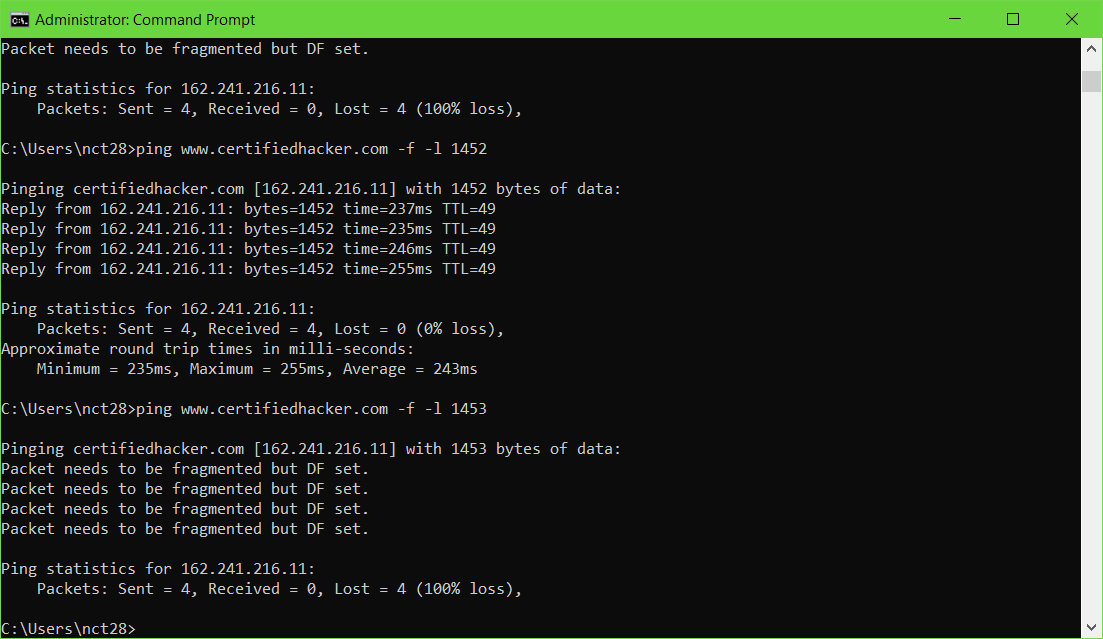 Administrator: Command Prompt
Packet needs to be fragmented but DF set.
Ping statistics for 162.241.216.11:
Packets: Sent = 4, Received = 0, Lost = 4 (100% loss),
C:\Users\nct28>ping www.certifiedhacker.com -f -l 1452
Pinging certifiedhacker.com [162.241.216.11] with 1452 bytes of data:
Reply from 162.241.216.11: bytes=1452 time=237ms TTL=49
Reply from 162.241.216.11: bytes=1452 time=235ms TTL=49
Reply from 162.241.216.11: bytes=1452 time=246ms TTL=49
Reply from 162.241.216.11: bytes=1452 time=255ms TTL=49
Ping statistics for 162.241.216.11:
Packets: Sent = 4, Received = 4, Lost = 0 (0% loss),
Approximate round trip times in milli-seconds:
Minimum = 235ms, Maximum = 255ms, Average = 243ms
C:\Users\nct28>ping www.certifiedhacker.com -f -l 1453
Pinging certifiedhacker.com [162.241.216.11] with 1453 bytes of data:
Packet needs to be fragmented but DF set.
Packet needs to be fragmented but DF set.
Packet needs to be fragmented but DF set.
Packet needs to be fragmented but DF set.
Ping statistics for 162.241.216.11:
Packets: Sent = 4, Received = 0, Lost = 4 (100% loss),
C:\Users\nct28>